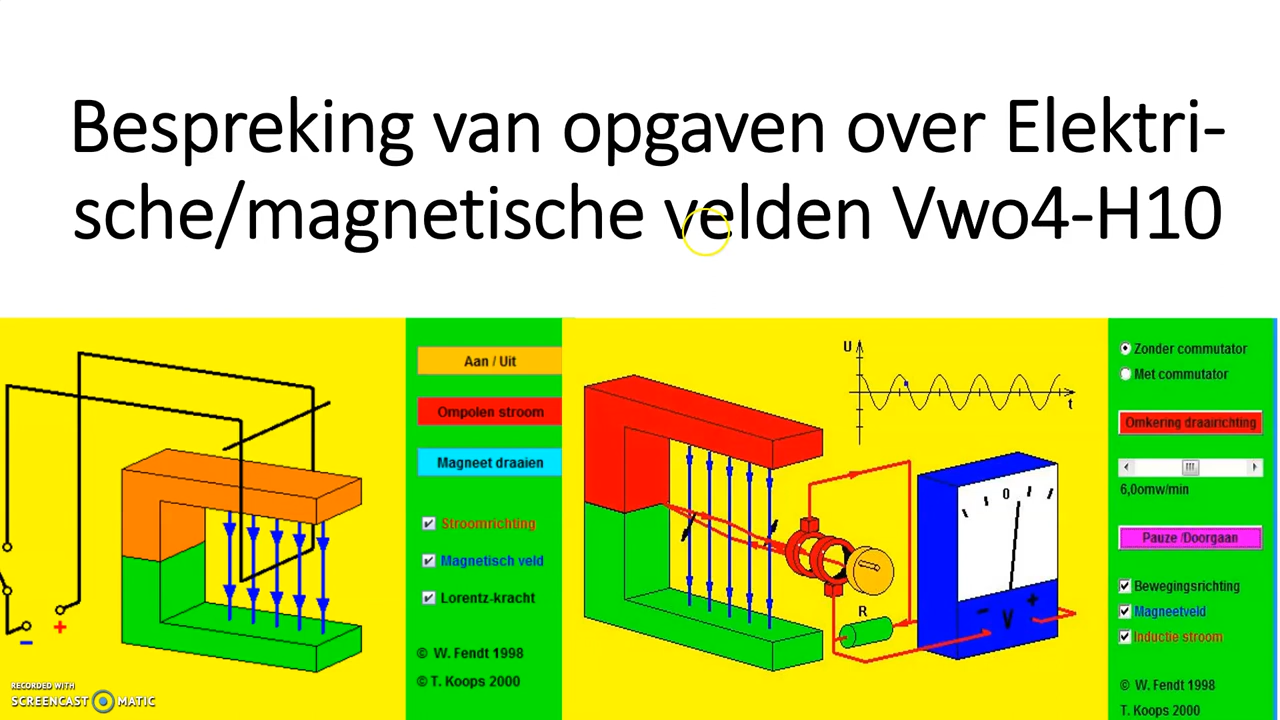 Bespreking van opgaven over Elektri-
sche/magnetische velden Vwo4-H10
Aan / Uit
Ompolen stroom
Magneet draaien
Stroomrichting
Magnetisch veld
Lorentz-kracht
© W. Fendt 1998
© T. Koops 2000
- +
RECORDED WITH
SCREENCAST MATIC
U
t
0
- V +
R
Zonder commutator
Met commutator
Omkering draairichting
6,0omw/min
Pauze /Doorgaan
Bewegingsrichting
Magneetveld
Inductie stroom
© W. Fendt 1998
T. Koops 2000